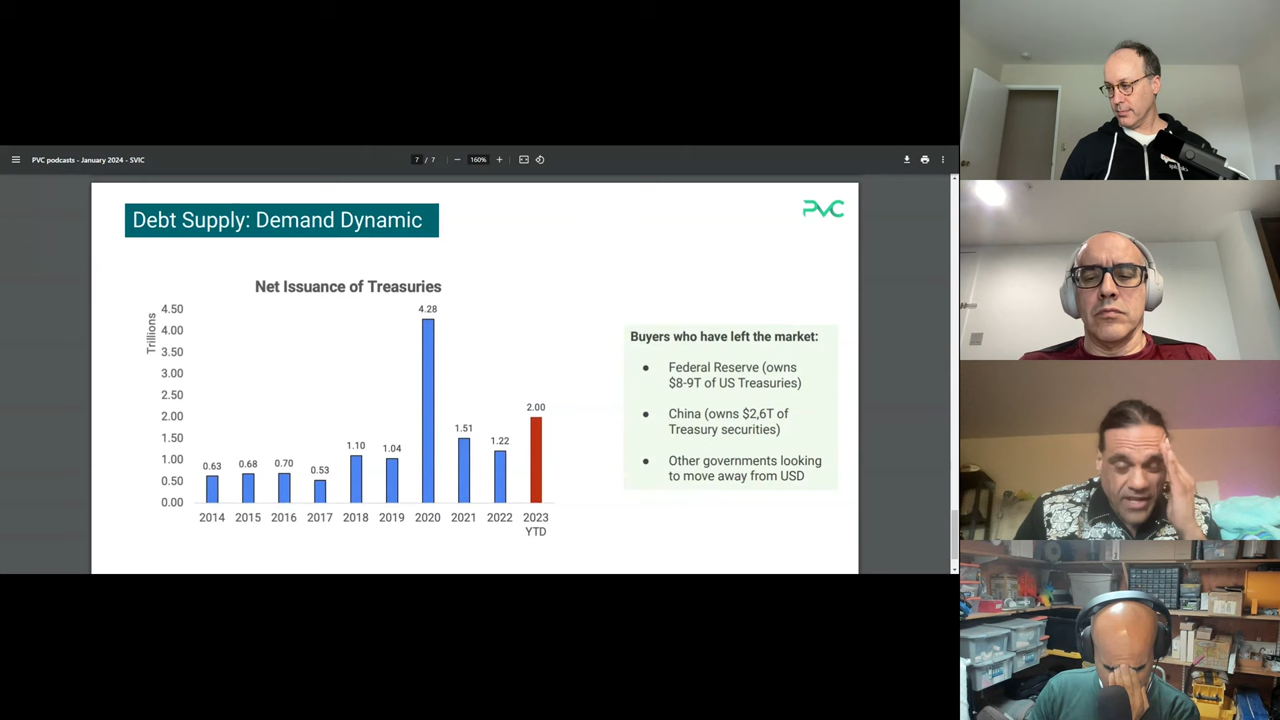 PVC podcasts - January 2024 - SVIC
7 / 7
160%
Debt Supply: Demand Dynamic
PVC
Net Issuance of Treasuries
Trillions
4.50
4.00
3.50
3.00
2.50
2.00
1.50
1.00
0.50
0.00
0.63
0.68
0.70
0.53
1.10
1.04
4.28
1.51
1.22
2.00
2014
2015
2016
2017
2018
2019
2020
2021
2022
2023
YTD
Buyers who have left the market:
● Federal Reserve (owns
$8-9T of US Treasuries)
● China (owns $2,6T of
Treasury securities)
● Other governments looking
to move away from USD